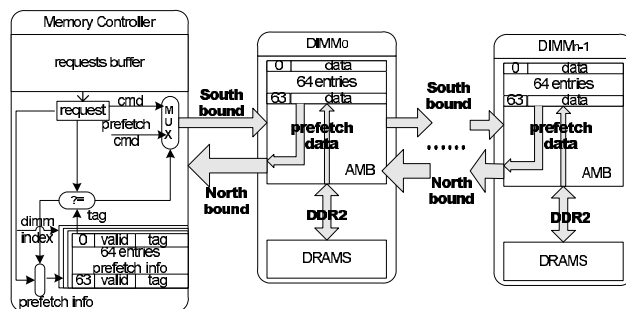 Memory Controller
requests buffer
request
cmd
prefetch
cmd
MUX
?=
tag
dimm
index
0 valid tag
64 entries
prefetch info
63 valid tag
prefetch info
South
bound
North
bound
DIMM0
0 data
64 entries
63 data
prefetch
data
AMB
DDR2
DRAMS
South
bound
......
North
bound
DIMMn-1
0 data
64 entries
63 data
prefetch
data
AMB
DDR2
DRAMS